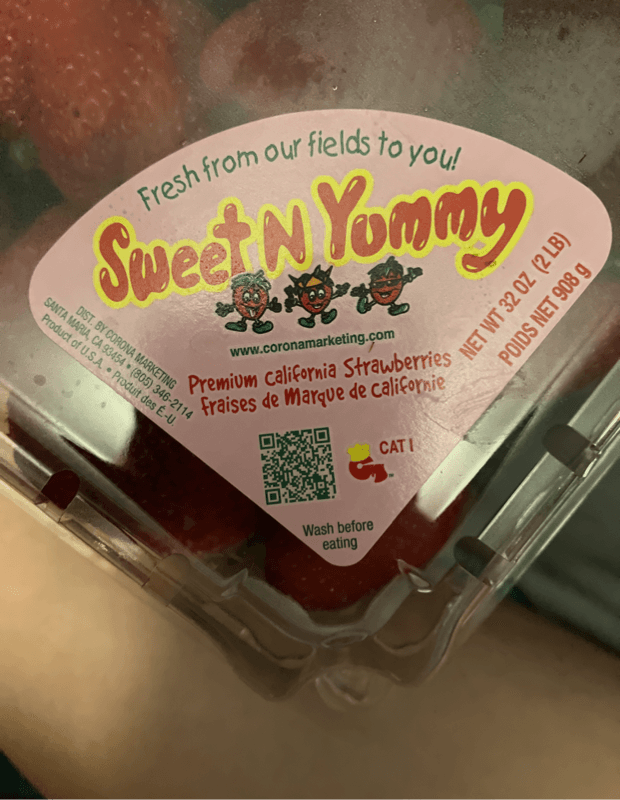 Fresh from our fields to you!
Sweet N Yummy
www.coronamarketing.com
Premium California Strawberries
Fraises de Marque de Californie
DIST. BY CORONA MARKETING
SANTA MARIA, CA 93454 • (805) 346-2114
Product of U.S.A. • Produit des É-U
NET WT 32 OZ (2 LB)
POIDS NET 908 g
CAT I
Wash before
eating